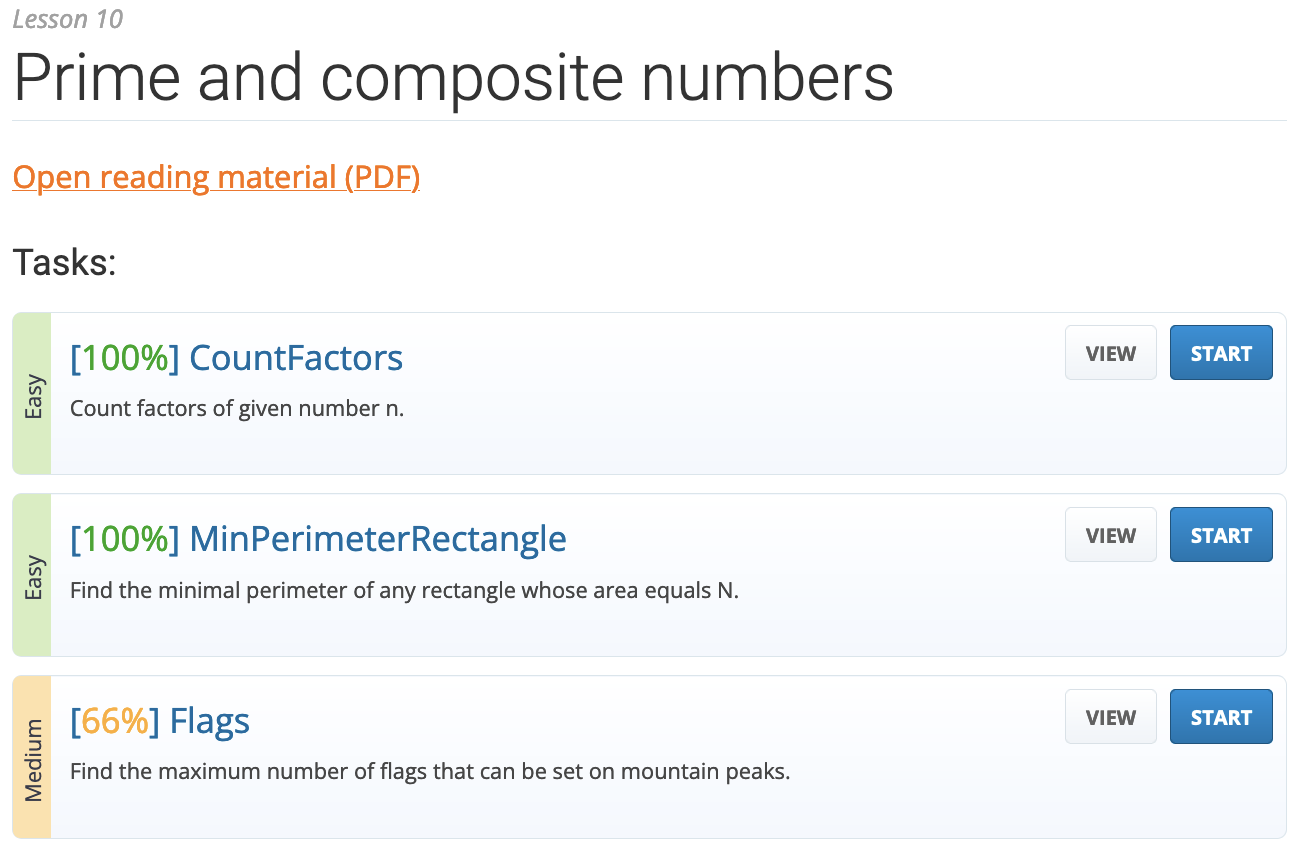 Lesson 10
Prime and composite numbers
Open reading material (PDF)
Tasks:
Easy
[100%] CountFactors
VIEW
START
Count factors of given number n.
Easy
[100%] MinPerimeterRectangle
VIEW
START
Find the minimal perimeter of any rectangle whose area equals N.
Medium
[66%] Flags
VIEW
START
Find the maximum number of flags that can be set on mountain peaks.